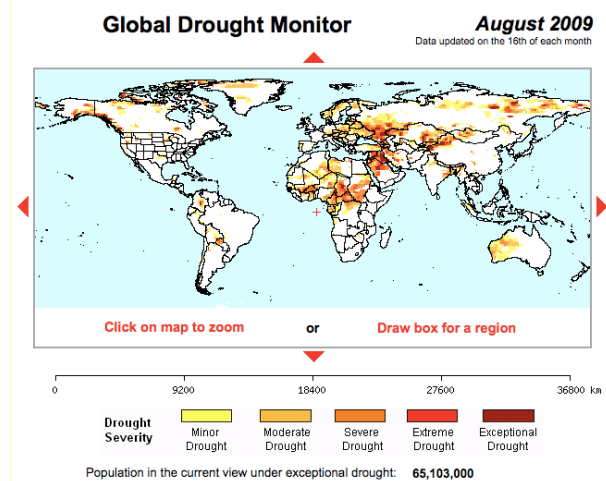 Global Drought Monitor
August 2009
Data updated on the 16th of each month
Click on map to zoom or Draw box for a region
0 9200 18400 27600 36800 km
Drought Severity
Minor Drought
Moderate Drought
Severe Drought
Extreme Drought
Exceptional Drought
Population in the current view under exceptional drought: 65,103,000